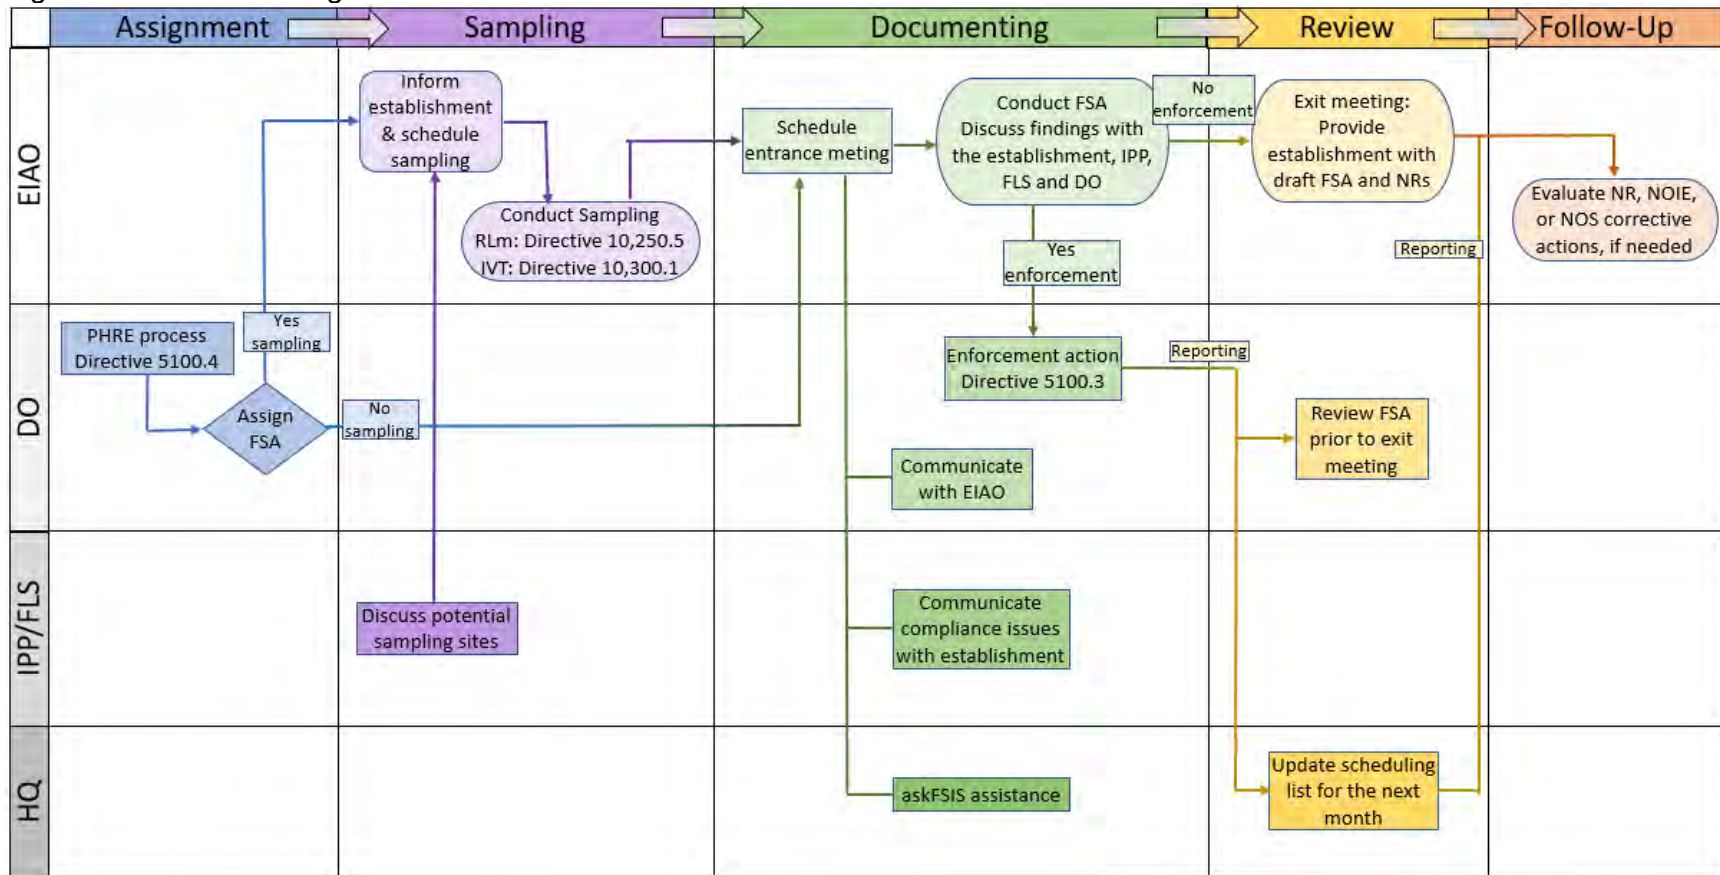 Assignment
Sampling
Documenting
Review
Follow-Up
EIAO
Inform
establishment
& schedule
sampling
Conduct Sampling
RLm: Directive 10,250.5
IVT: Directive 10,300.1
Schedule
entrance meting
Conduct FSA
Discuss findings with
the establishment, IPP,
FLS and DO
No
enforcement
Yes
enforcement
Exit meeting:
Provide
establishment with
draft FSA and NRs
Reporting
Evaluate NR, NOIE,
or NOS corrective
actions, if needed
DO
PHRE process
Directive 5100.4
Yes
sampling
Assign
FSA
No
sampling
Enforcement action
Directive 5100.3
Reporting
Communicate
with EIAO
Review FSA
prior to exit
meeting
IPP/FLS
Discuss potential
sampling sites
Communicate
compliance issues
with establishment
HQ
askFSIS assistance
Update scheduling
list for the next
month